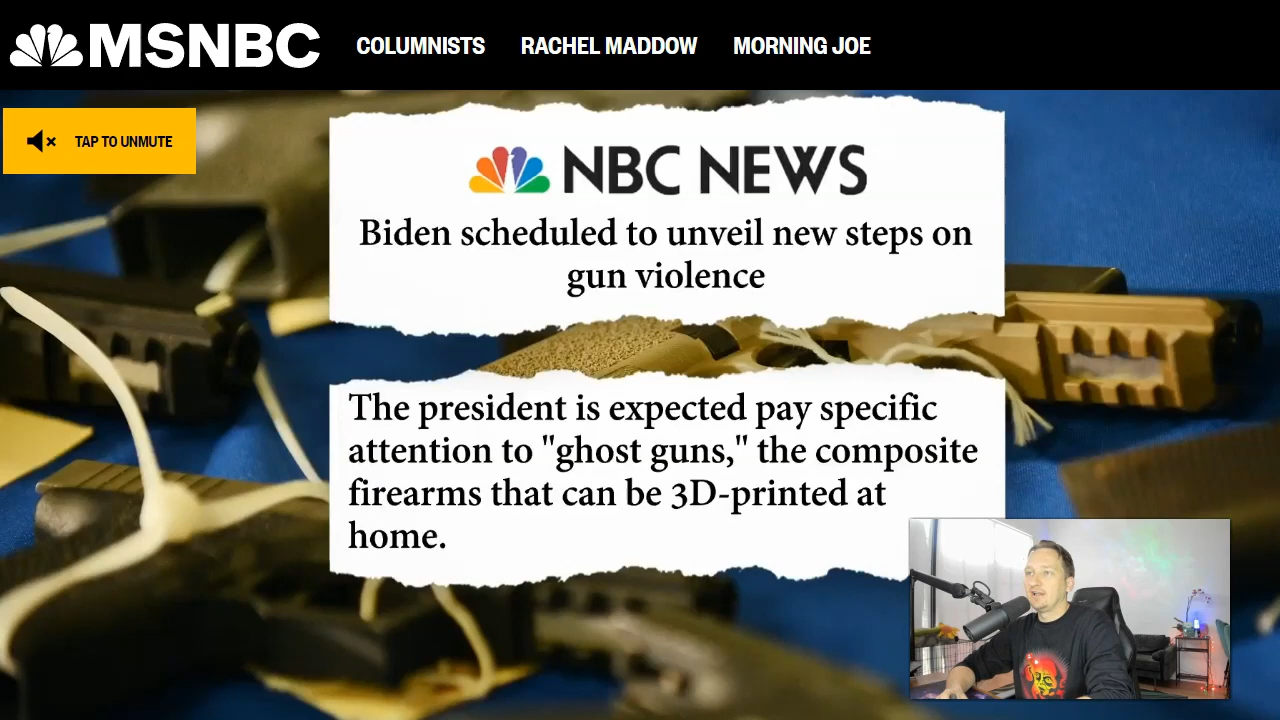 MSNBC COLUMNISTS RACHEL MADDOW MORNING JOE
TAP TO UNMUTE
NBC NEWS
Biden scheduled to unveil new steps on
gun violence
The president is expected pay specific
attention to "ghost guns," the composite
firearms that can be 3D-printed at
home.